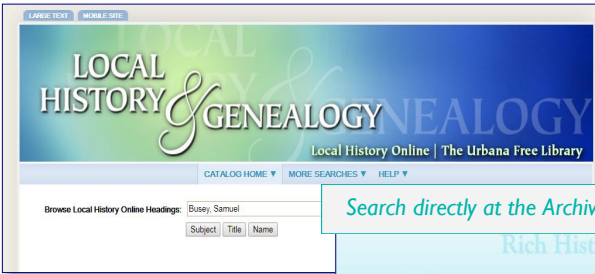 LARGE TEXT MOBILE SITE
LOCAL
HISTORY & GENEALOGY
Local History Online | The Urbana Free Library
CATALOG HOME ▼ MORE SEARCHES ▼ HELP ▼
Browse Local History Online Headings: Busey, Samuel
Subject Title Name
Search directly at the Archiv
Rich Hist